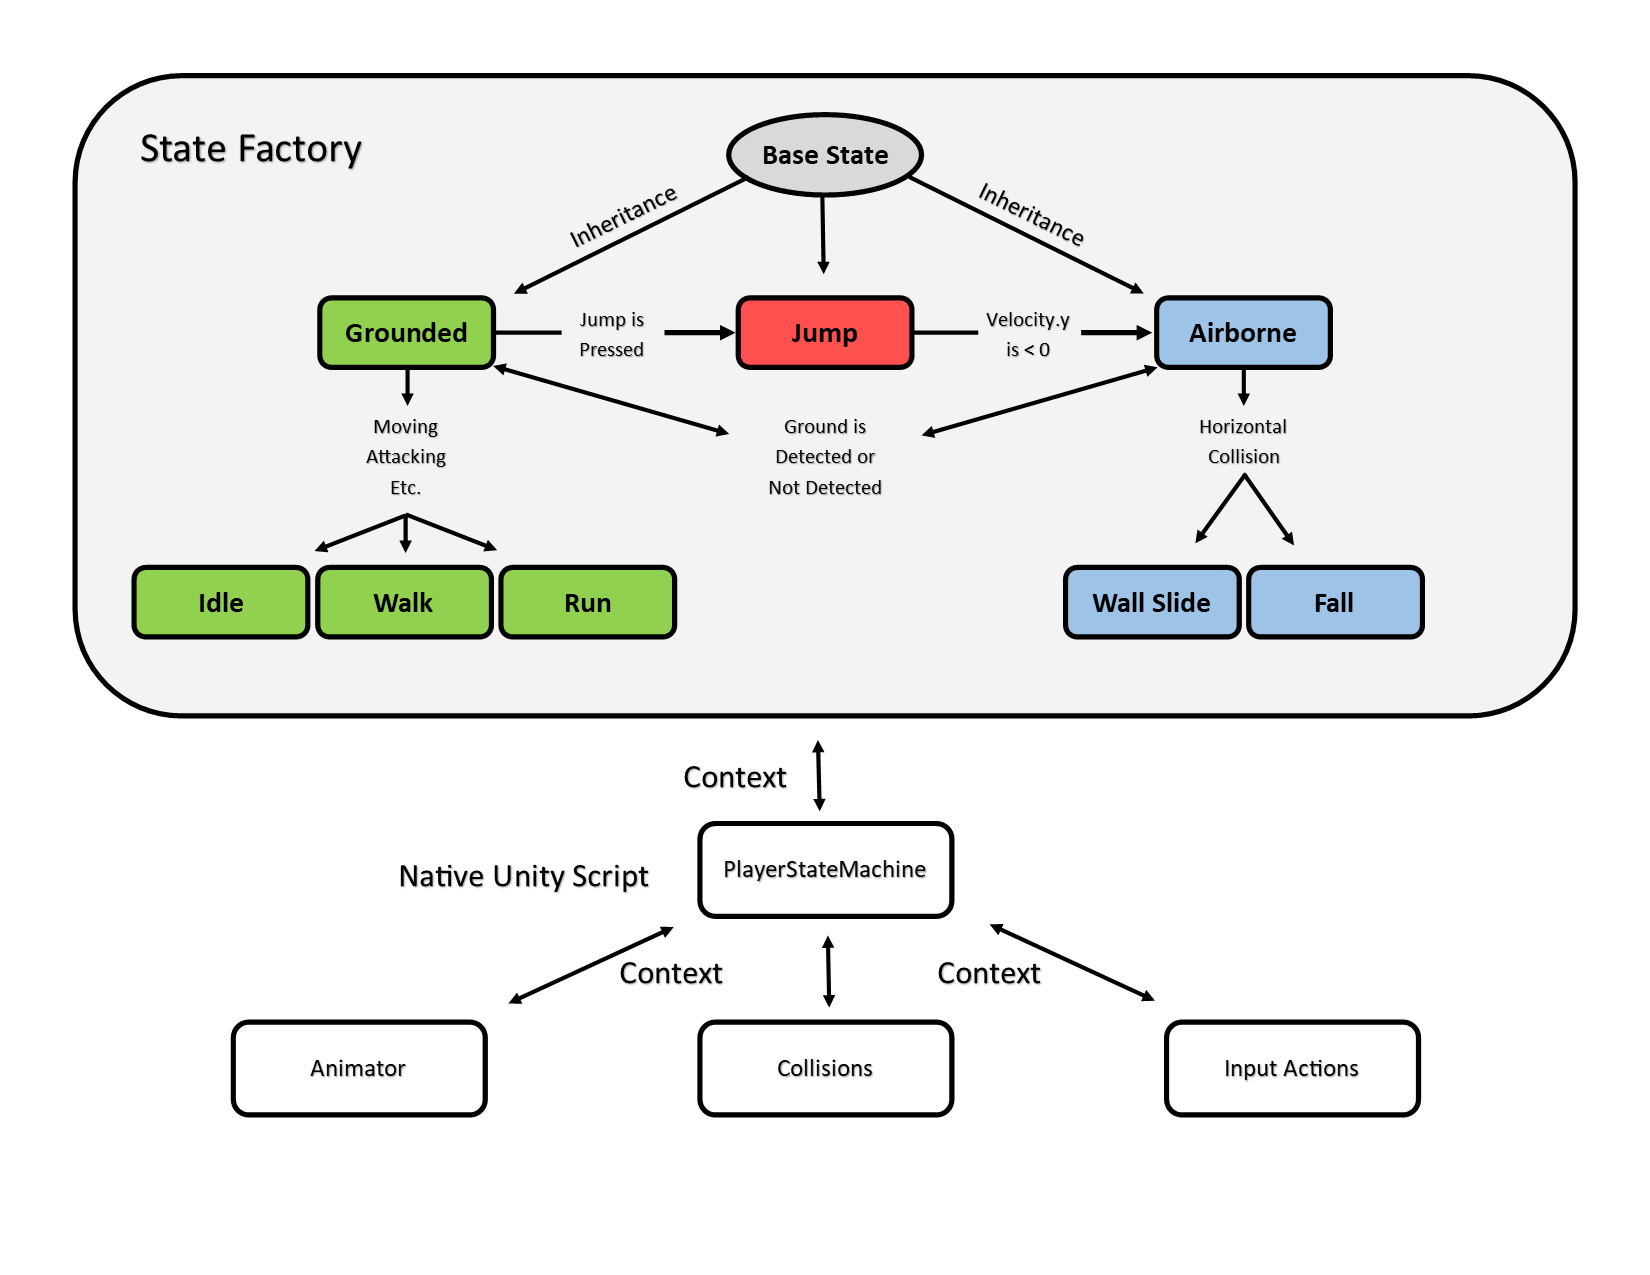 State Factory
Base State
Inheritance
Inheritance
Grounded
Jump is
Pressed
Jump
Velocity.y
is < 0
Airborne
Moving
Attacking
Etc.
Ground is
Detected or
Not Detected
Horizontal
Collision
Idle
Walk
Run
Wall Slide
Fall
Context
Native Unity Script
PlayerStateMachine
Context
Context
Animator
Collisions
Input Actions